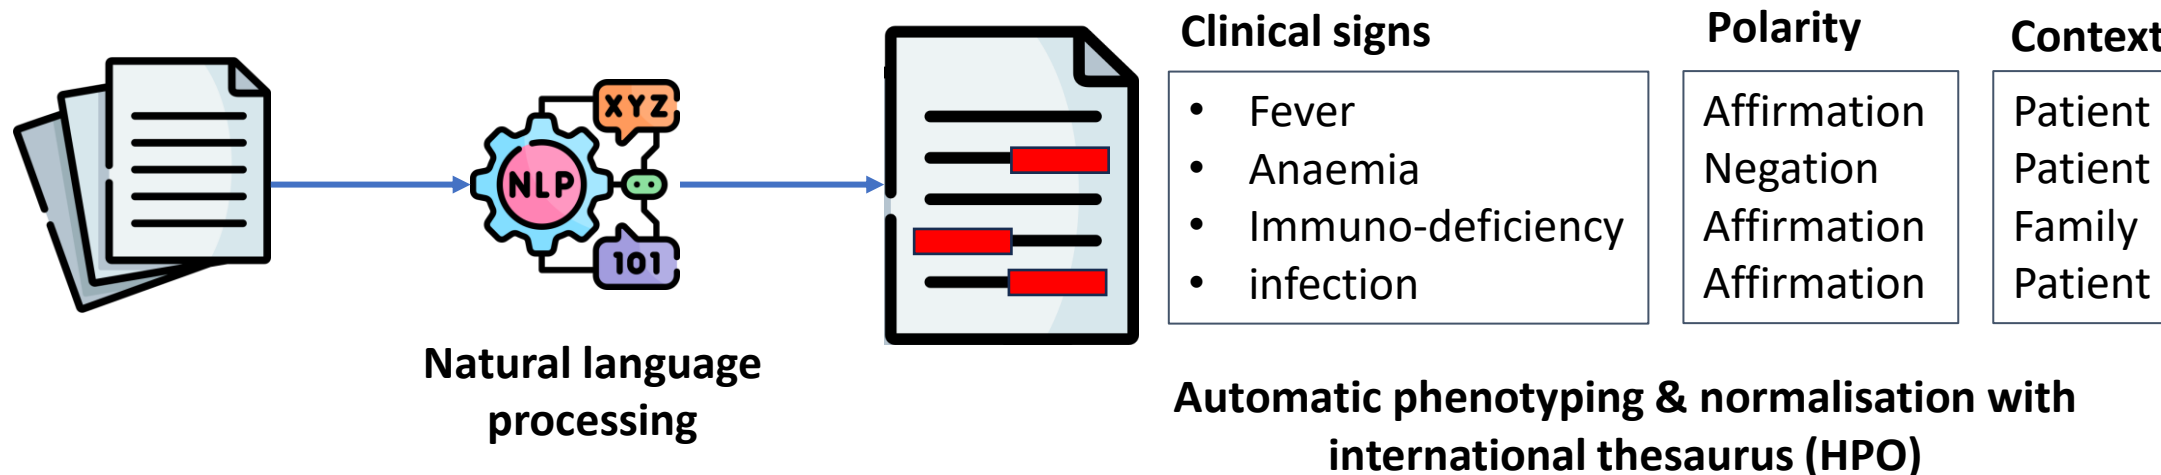 XYZ
NLP
101
Natural language
processing
Clinical signs
• Fever
• Anaemia
• Immuno-deficiency
• infection
Polarity
Affirmation
Negation
Affirmation
Affirmation
Context
Patient
Patient
Family
Patient
Automatic phenotyping & normalisation with
international thesaurus (HPO)